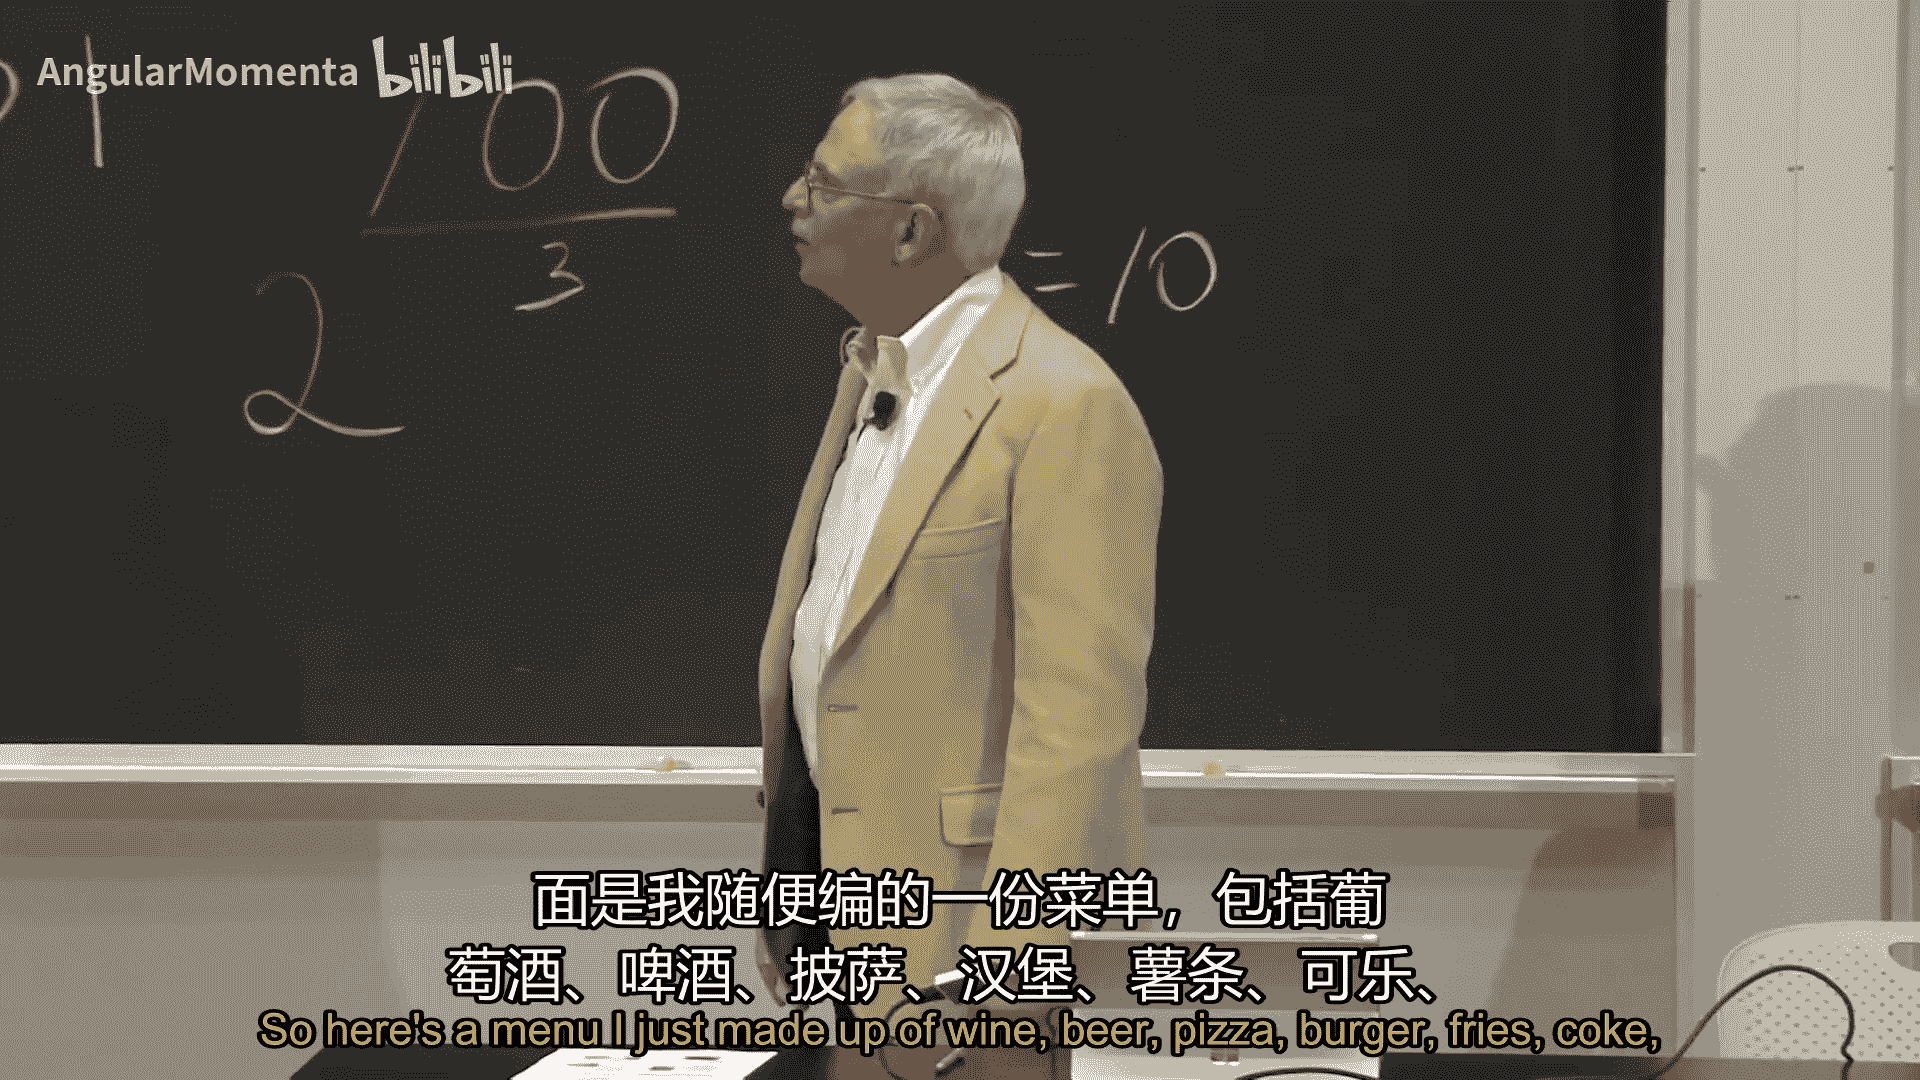 AngularMomenta bilibili
100
3
2
= 10
面是我随便编的一份菜单，包括葡
萄酒、啤酒、披萨、汉堡、薯条、可乐、
So here's a menu I just made up of wine, beer, pizza, burger, fries, coke,